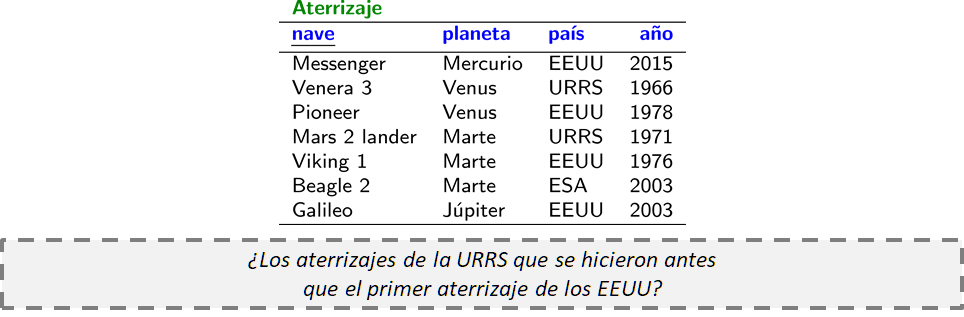 Aterrizaje
nave planeta país año
Messenger Mercurio EEUU 2015
Venera 3 Venus URRS 1966
Pioneer Venus EEUU 1978
Mars 2 lander Marte URRS 1971
Viking 1 Marte EEUU 1976
Beagle 2 Marte ESA 2003
Galileo Júpiter EEUU 2003
¿Los aterrizajes de la URRS que se hicieron antes
que el primer aterrizaje de los EEUU?